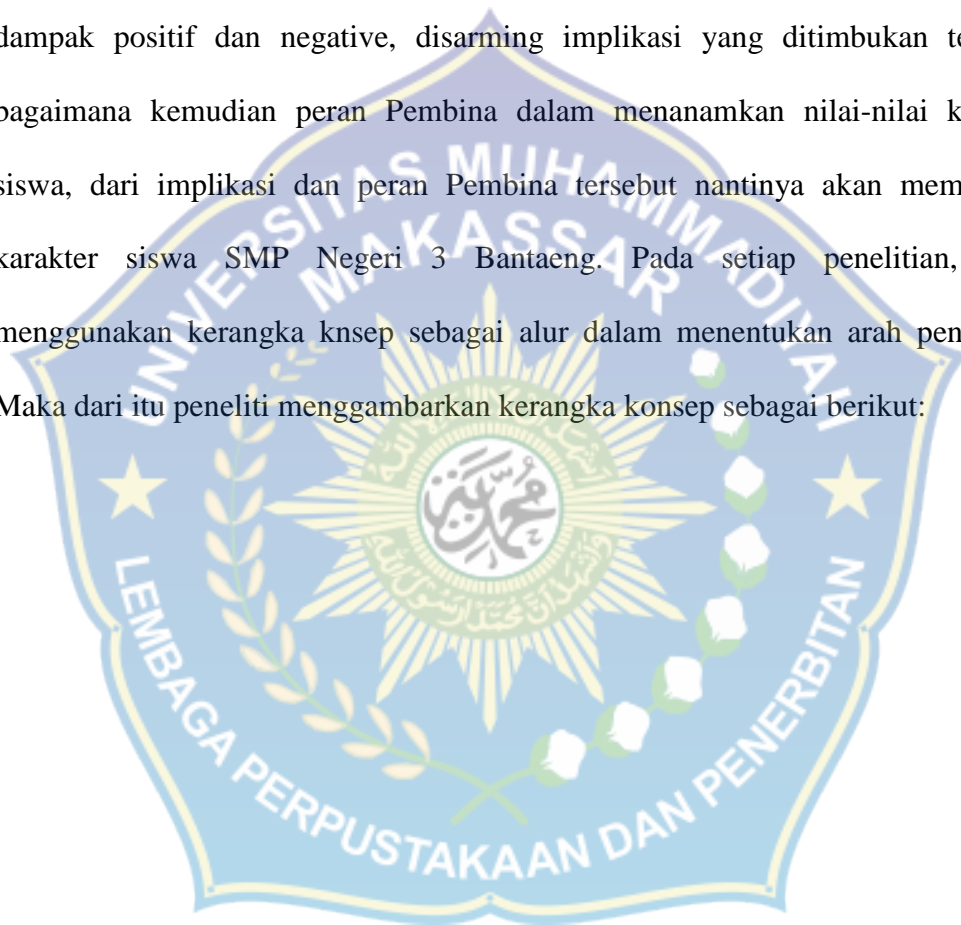 dampak positif dan negative, disarming implikasi yang ditimbukan
bagaimana kemudian peran Pembina dalam menanamkan nilai-nilai
siswa, dari implikasi dan peran Pembina tersebut nantinya akan
karakter siswa SMP Negeri 3 Bantaeng. Pada setiap penelitian,
menggunakan kerangka knsep sebagai alur dalam menentukan arah
Maka dari itu peneliti menggambarkan kerangka konsep sebagai berikut:
UNIVERSITAS MUHAMMADIYAH
MAKASSAR
محمد
LEMBAGA PERPUSTAKAAN DAN PENERBITAN